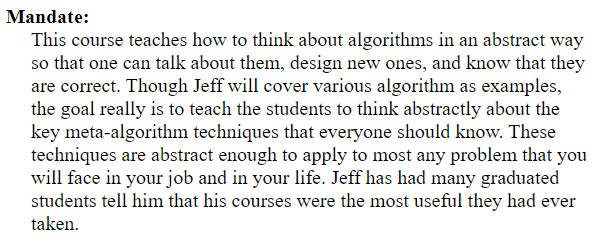 Mandate:
This course teaches how to think about algorithms in an abstract way
so that one can talk about them, design new ones, and know that they
are correct. Though Jeff will cover various algorithm as examples,
the goal really is to teach the students to think abstractly about the
key meta-algorithm techniques that everyone should know. These
techniques are abstract enough to apply to most any problem that you
will face in your job and in your life. Jeff has had many graduated
students tell him that his courses were the most useful they had ever
taken.